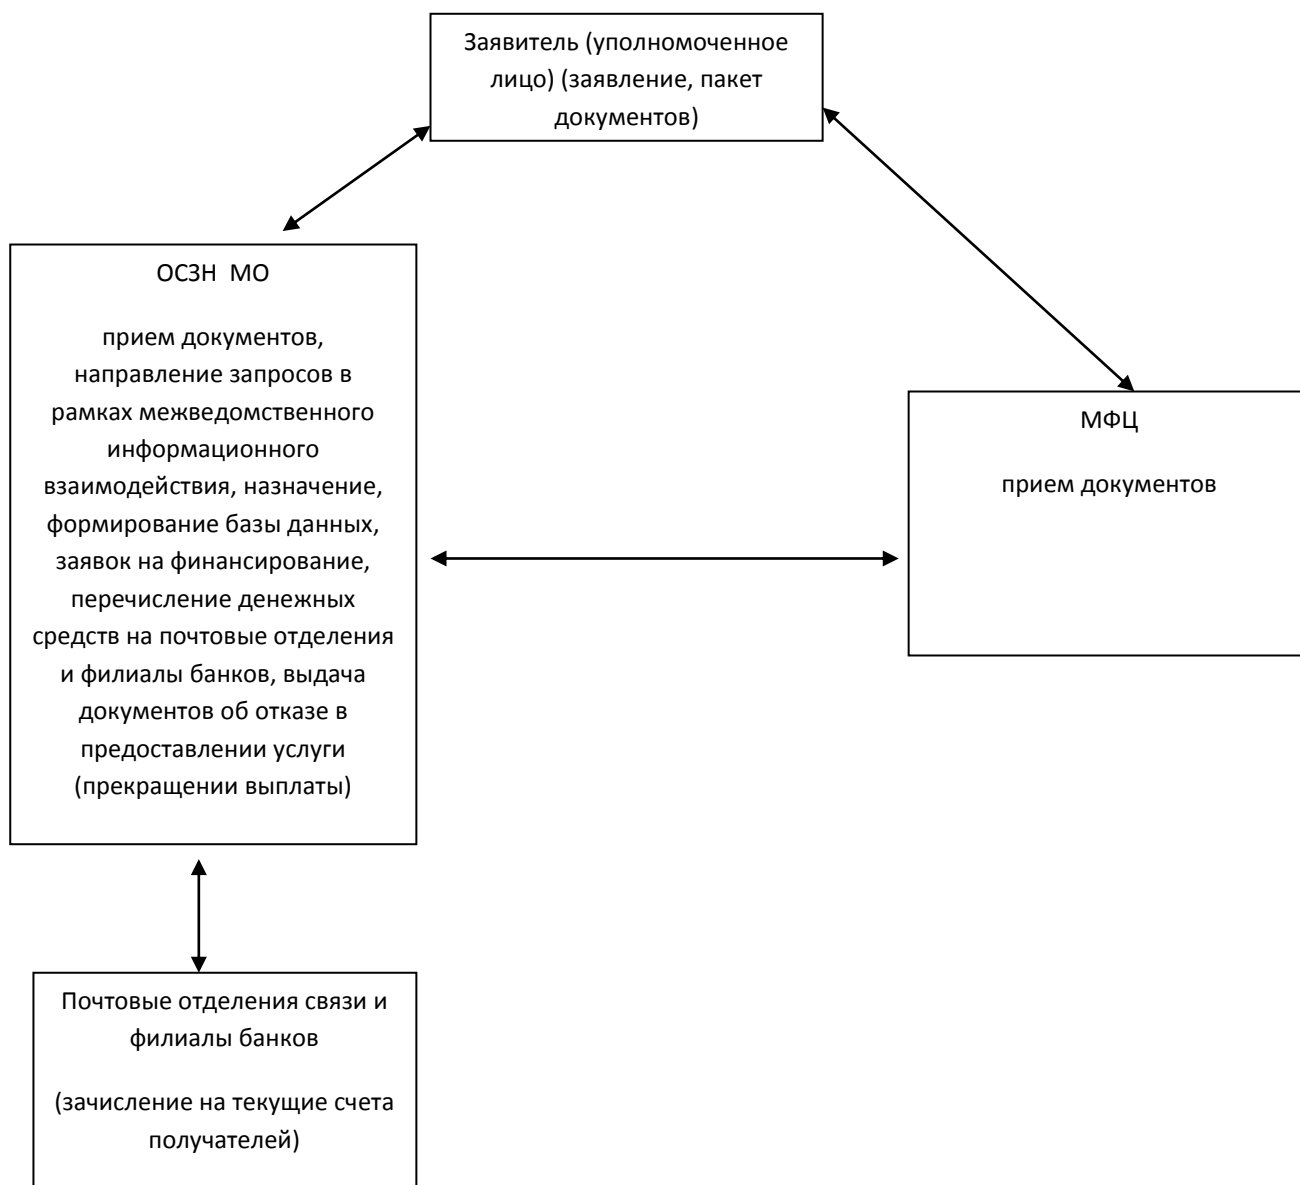 Заявитель (уполномоченное
лицо) (заявление, пакет
документов)
ОСЗН  МО
прием документов,
направление запросов в
рамках межведомственного
информационного
взаимодействия, назначение,
формирование базы данных,
заявок на финансирование,
перечисление денежных
средств на почтовые отделения
и филиалы банков, выдача
документов об отказе в
предоставлении услуги
(прекращении выплаты)
МФЦ
прием документов
Почтовые отделения связи и
филиалы банков
(зачисление на текущие счета
получателей)